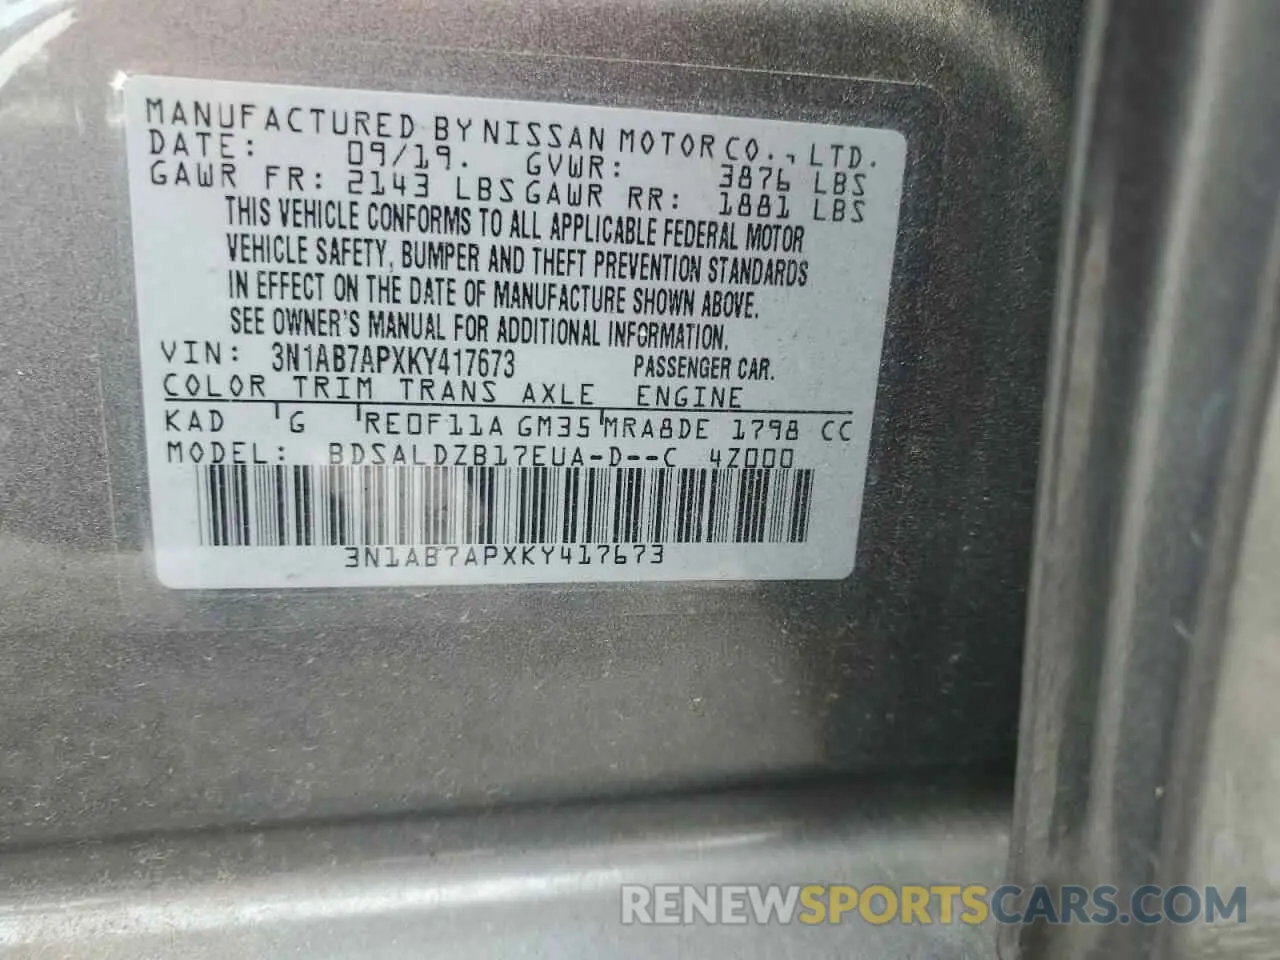 MANUFACTURED BY NISSAN MOTOR CO., LTD.
DATE: 09/19. GVWR: 3876 LBS
GAWR FR: 2143 LBS GAWR RR: 1881 LBS
THIS VEHICLE CONFORMS TO ALL APPLICABLE FEDERAL MOTOR
VEHICLE SAFETY, BUMPER AND THEFT PREVENTION STANDARDS
IN EFFECT ON THE DATE OF MANUFACTURE SHOWN ABOVE.
SEE OWNER'S MANUAL FOR ADDITIONAL INFORMATION.
VIN: 3N1AB7APXKY417673 PASSENGER CAR.
COLOR TRIM TRANS AXLE ENGINE
KAD G RE0F11A GM35 MRA8DE 1798 CC
MODEL: BDSALDZB17EUA-D--C 4Z000
3N1AB7APXKY417673
RENEWSPORTSCARS.COM/2022